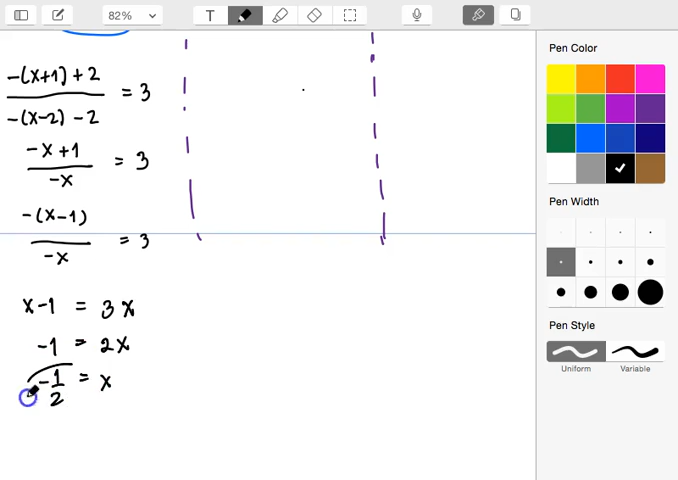 82%
T
Pen Color
Pen Width
Pen Style
Uniform Variable
-(x+1)+2
-(x-2)-2 = 3
-x+1
-x = 3
-(x-1)
-x = 3
x-1 = 3x
-1 = 2x
-1/2 = x